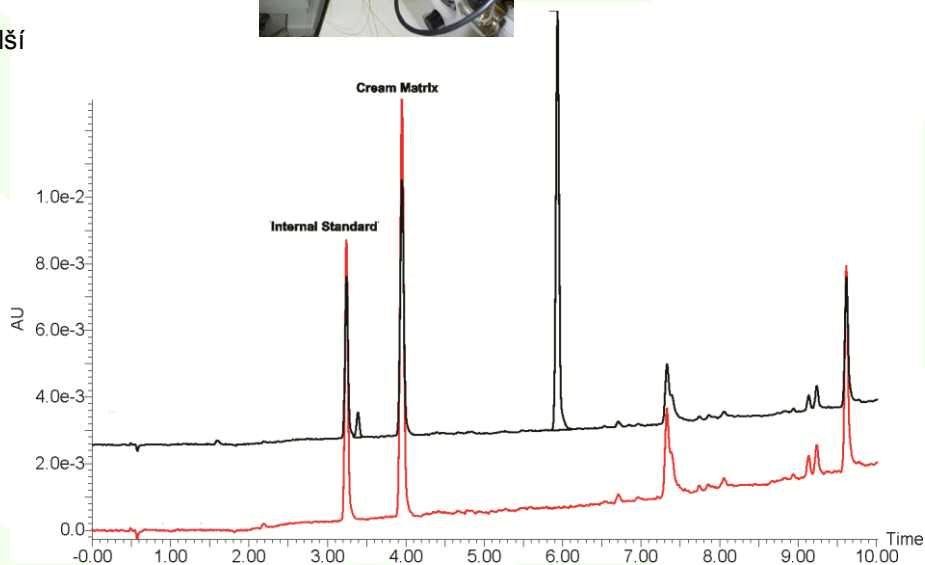 lší
Cream Matrix
Internal Standard
1.0e-2
8.0e-3
AU
6.0e-3
4.0e-3
2.0e-3
0.0
Time
-0.00 1.00 2.00 3.00 4.00 5.00 6.00 7.00 8.00 9.00 10.00